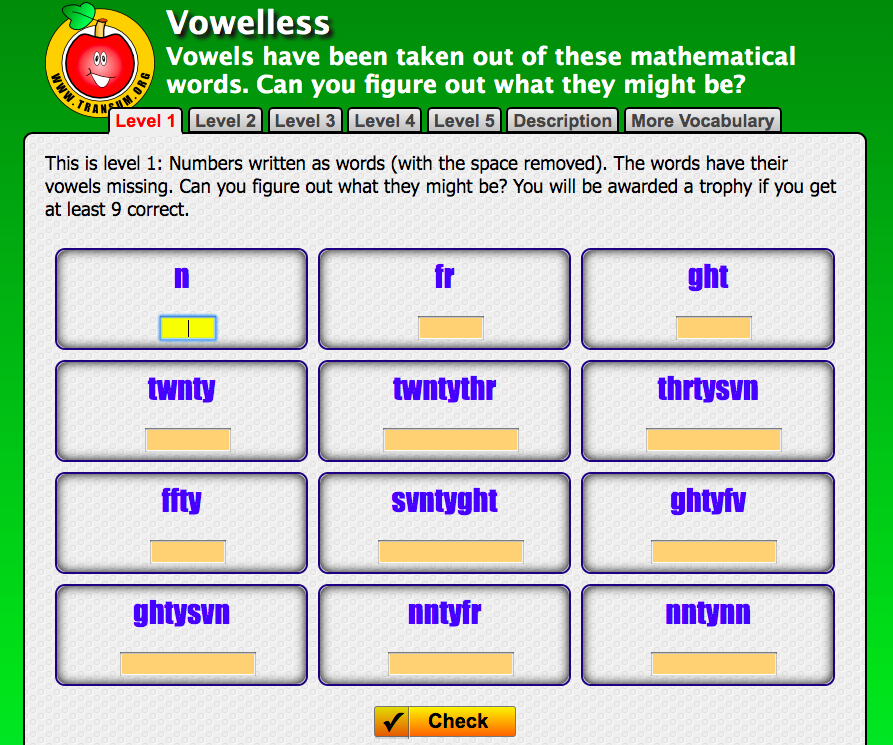 Vowelless
Vowels have been taken out of these mathematical
words. Can you figure out what they might be?
WWW.TRANSUM.ORG
Level 1 Level 2 Level 3 Level 4 Level 5 Description More Vocabulary
This is level 1: Numbers written as words (with the space removed). The words have their
vowels missing. Can you figure out what they might be? You will be awarded a trophy if you get
at least 9 correct.
n fr ght
twnty twntythr thrtysvn
ffty svntyght ghtyfv
ghtysvn nntyfr nntynn
Check